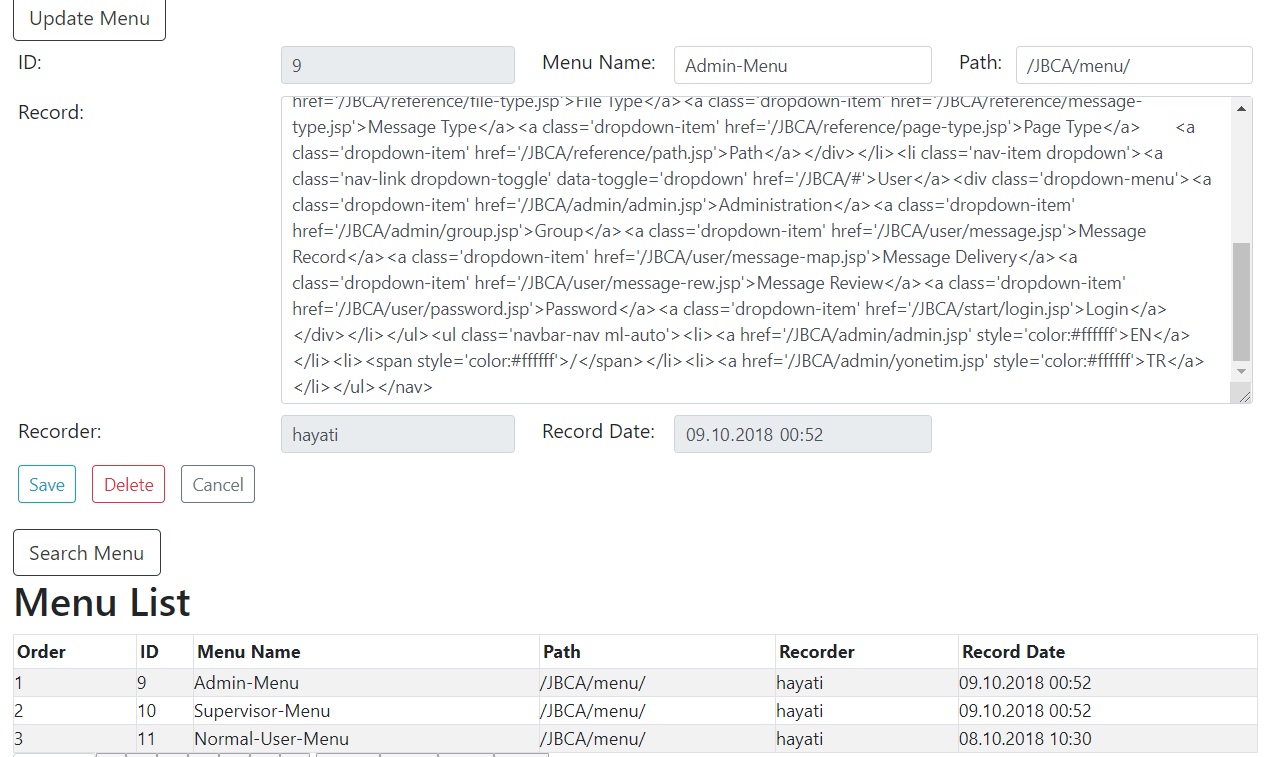 Update Menu
ID: 9 Menu Name: Admin-Menu Path: /JBCA/menu/
Record:
href='/JBCA/reference/file-type.jsp'>File Type</a><a class='dropdown-item' href='/JBCA/reference/message-
type.jsp'>Message Type</a><a class='dropdown-item' href='/JBCA/reference/page-type.jsp'>Page Type</a> <a
class='dropdown-item' href='/JBCA/reference/path.jsp'>Path</a></div></li><li class='nav-item dropdown'><a
class='nav-link dropdown-toggle' data-toggle='dropdown' href='/JBCA/#'>User</a><div class='dropdown-menu'><a
class='dropdown-item' href='/JBCA/admin/admin.jsp'>Administration</a><a class='dropdown-item'
href='/JBCA/admin/group.jsp'>Group</a><a class='dropdown-item' href='/JBCA/user/message.jsp'>Message
Record</a><a class='dropdown-item' href='/JBCA/user/message-map.jsp'>Message Delivery</a><a
class='dropdown-item' href='/JBCA/user/message-rew.jsp'>Message Review</a><a class='dropdown-item'
href='/JBCA/user/password.jsp'>Password</a><a class='dropdown-item' href='/JBCA/start/login.jsp'>Login</a>
</div></li></ul><ul class='navbar-nav ml-auto'><li><a href='/JBCA/admin/admin.jsp' style='color:#ffffff'>EN</a>
</li><li><span style='color:#ffffff'>/</span></li><li><a href='/JBCA/admin/yonetim.jsp' style='color:#ffffff'>TR</a>
</li></ul></nav>
Recorder: hayati Record Date: 09.10.2018 00:52
Save Delete Cancel
Search Menu
Menu List
Order ID Menu Name Path Recorder Record Date
1 9 Admin-Menu /JBCA/menu/ hayati 09.10.2018 00:52
2 10 Supervisor-Menu /JBCA/menu/ hayati 09.10.2018 00:52
3 11 Normal-User-Menu /JBCA/menu/ hayati 08.10.2018 10:30